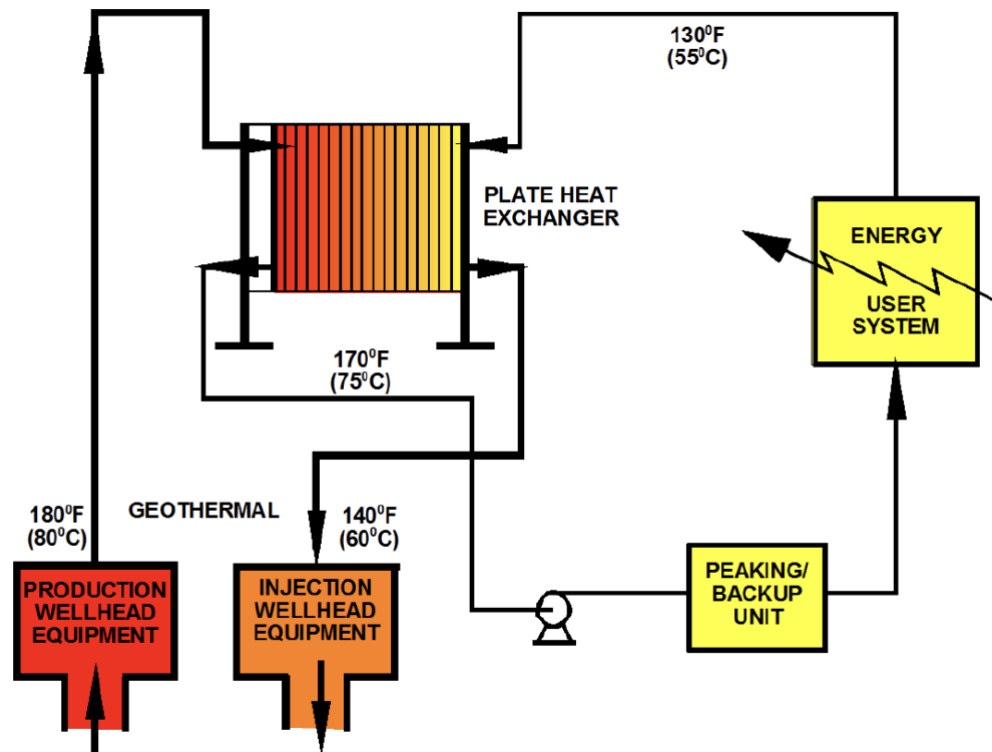 130⁰F
(55⁰C)
PLATE HEAT
EXCHANGER
ENERGY
USER
SYSTEM
170⁰F
(75⁰C)
180⁰F
(80⁰C)
GEOTHERMAL
140⁰F
(60⁰C)
PRODUCTION
WELLHEAD
EQUIPMENT
INJECTION
WELLHEAD
EQUIPMENT
PEAKING/
BACKUP
UNIT